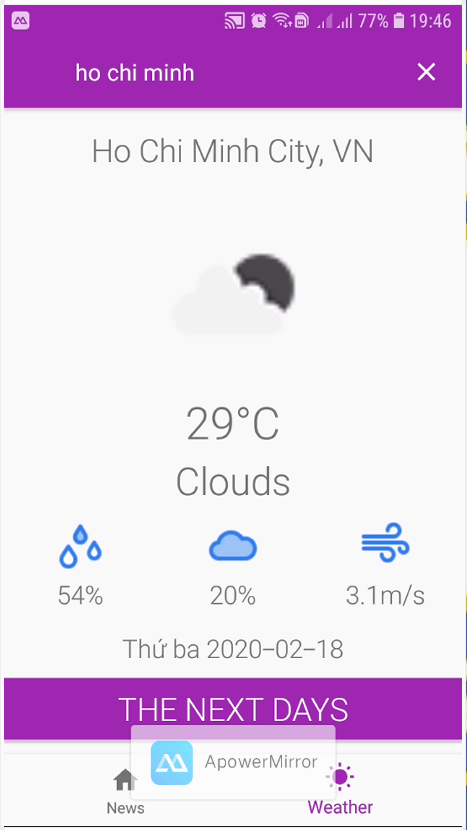 77% 19:46
ho chi minh
Ho Chi Minh City, VN
29°C
Clouds
54% 20% 3.1m/s
Thứ ba 2020-02-18
THE NEXT DAYS
ApowerMirror
News Weather